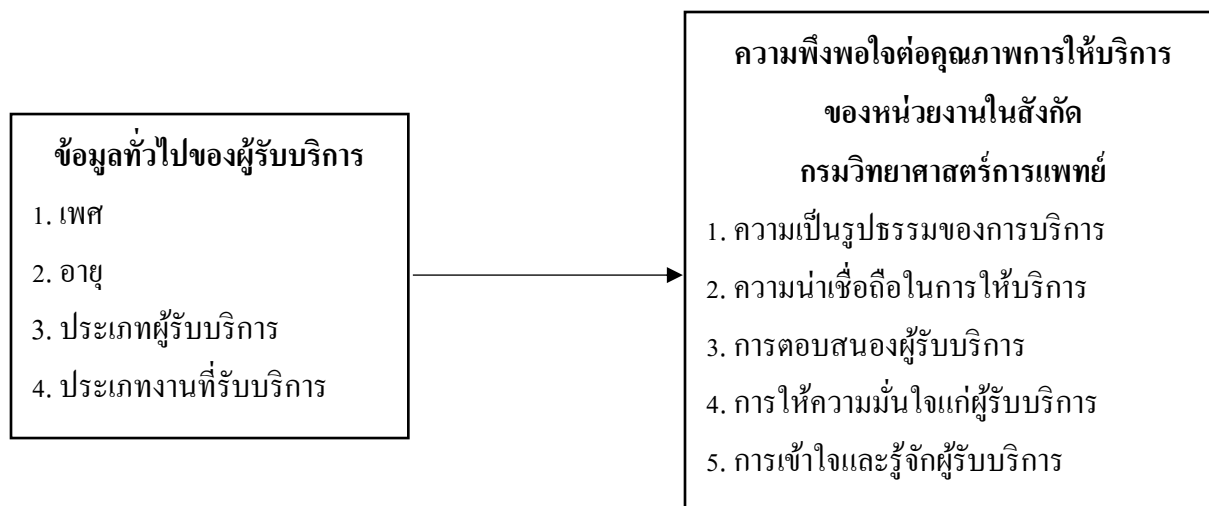 ข้อมูลทั่วไปของผู้รับบริการ
1. เพศ
2. อายุ
3. ประเภทผู้รับบริการ
4. ประเภทงานที่รับบริการ
ความพึงพอใจต่อคุณภาพการให้บริการ
ของหน่วยงานในสังกัด
กรมวิทยาศาสตร์การแพทย์
1. ความเป็นรูปธรรมของการบริการ
2. ความน่าเชื่อถือในการให้บริการ
3. การตอบสนองผู้รับบริการ
4. การให้ความมั่นใจแก่ผู้รับบริการ
5. การเข้าใจและรู้จักผู้รับบริการ